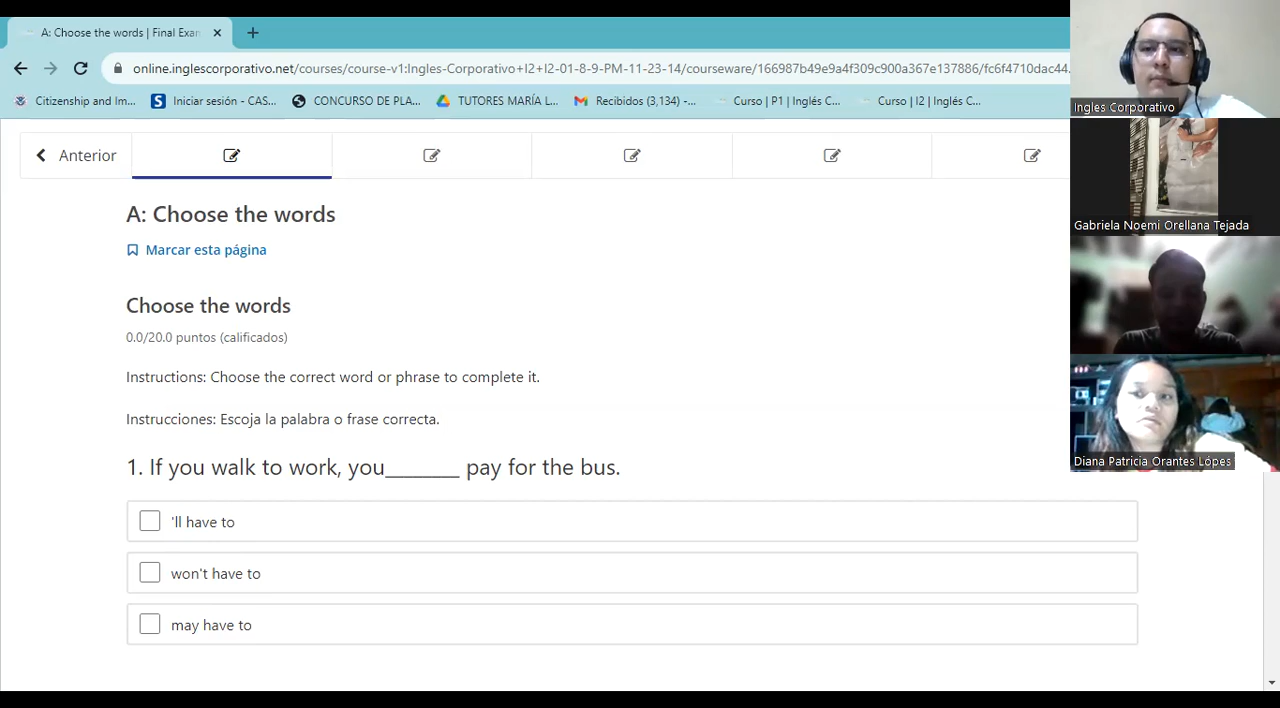 A: Choose the words | Final Exan
online.inglescorporativo.net/courses/course-v1:Ingles-Corporativo+I2+I2-01-8-9-PM-11-23-14/courseware/166987b49e9a4f309c900a367e137886/fc6f4710dac44.
Citizenship and Im... Iniciar sesión - CAS... CONCURSO DE PLA... TUTORES MARÍA L... Recibidos (3,134) -... Curso | P1 | Inglés C... Curso | I2 | Inglés C...
Ingles Corporativo
Anterior
Gabriela Noemi Orellana Tejada
A: Choose the words
Marcar esta página
Choose the words
0.0/20.0 puntos (calificados)
Instructions: Choose the correct word or phrase to complete it.
Instrucciones: Escoja la palabra o frase correcta.
Diana Patricia Orantes Lópes
1. If you walk to work, you________ pay for the bus.
'll have to
won't have to
may have to